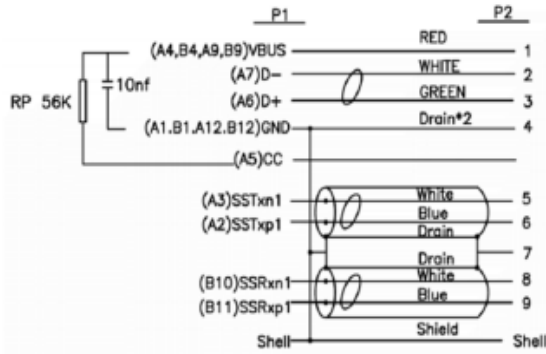 P1 P2
(A4,B4,A9,B9)VBUS RED 1
(A7)D- WHITE 2
10nf
RP 56K
(A6)D+ GREEN 3
(A1.B1.A12.B12)GND Drain*2 4
(A5)CC
(A3)SSTxn1 White 5
(A2)SSTxp1 Blue 6
Drain
7
Drain
(B10)SSRxn1 White 8
(B11)SSRxp1 Blue 9
Shield
Shell Shell